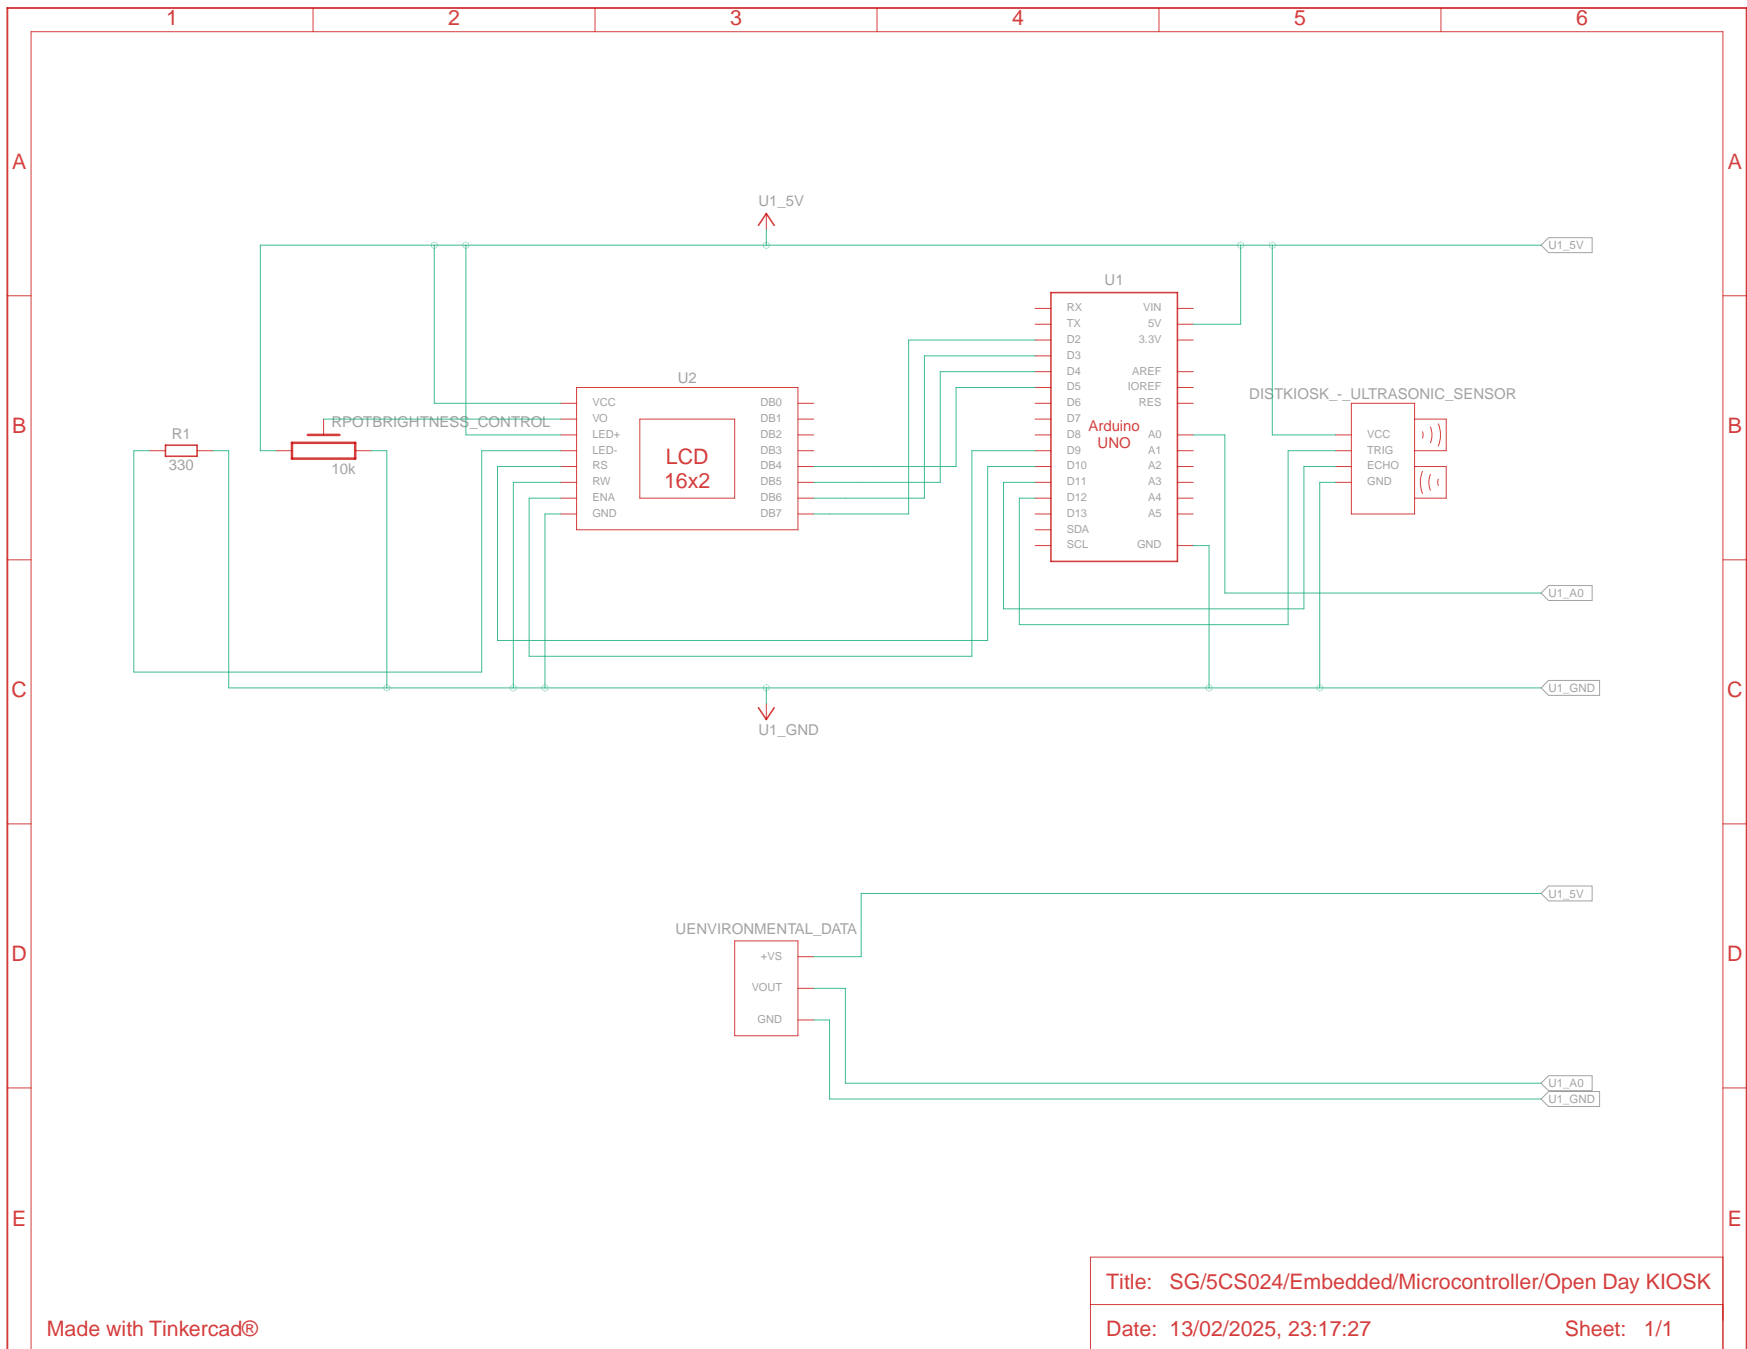 1 2 3 4 5 6
A A
U1_5V
U1_5V
U1
RX VIN
TX 5V
D2 3.3V
D3
D4 AREF
D5 IOREF
D6 RES
D7
D8 A0
D9 A1
D10 A2
D11 A3
D12 A4
D13 A5
SDA
SCL GND
Arduino
UNO
U2
VCC DB0
VO DB1
LED+ DB2
LED- DB3
RS DB4
RW DB5
ENA DB6
GND DB7
LCD
16x2
DISTKIOSK_-_ULTRASONIC_SENSOR
VCC
TRIG
ECHO
GND
B B
RPOTBRIGHTNESS_CONTROL
10k
R1
330
U1_A0
C C
U1_GND
U1_GND
U1_5V
UENVIRONMENTAL_DATA
+VS
VOUT
GND
D D
U1_A0
U1_GND
E E
Title: SG/5CS024/Embedded/Microcontroller/Open Day KIOSK
Made with Tinkercad®
Date: 13/02/2025, 23:17:27 Sheet: 1/1